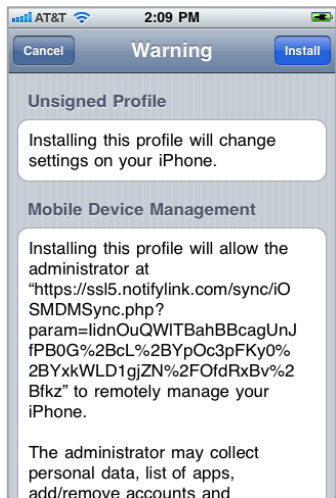 AT&T 2:09 PM
Cancel Warning Install
Unsigned Profile
Installing this profile will change
settings on your iPhone.
Mobile Device Management
Installing this profile will allow the
administrator at
“https://ssl5.notifylink.com/sync/iO
SMDMSync.php?
param=IidnOuQWlTBahBBcagUnJ
fPB0G%2BcL%2BYpOc3pFKy0%
2BYxkWLD1gjZN%2FOfdRxBv%2
Bfkz” to remotely manage your
iPhone.
The administrator may collect
personal data, list of apps,
add/remove accounts and